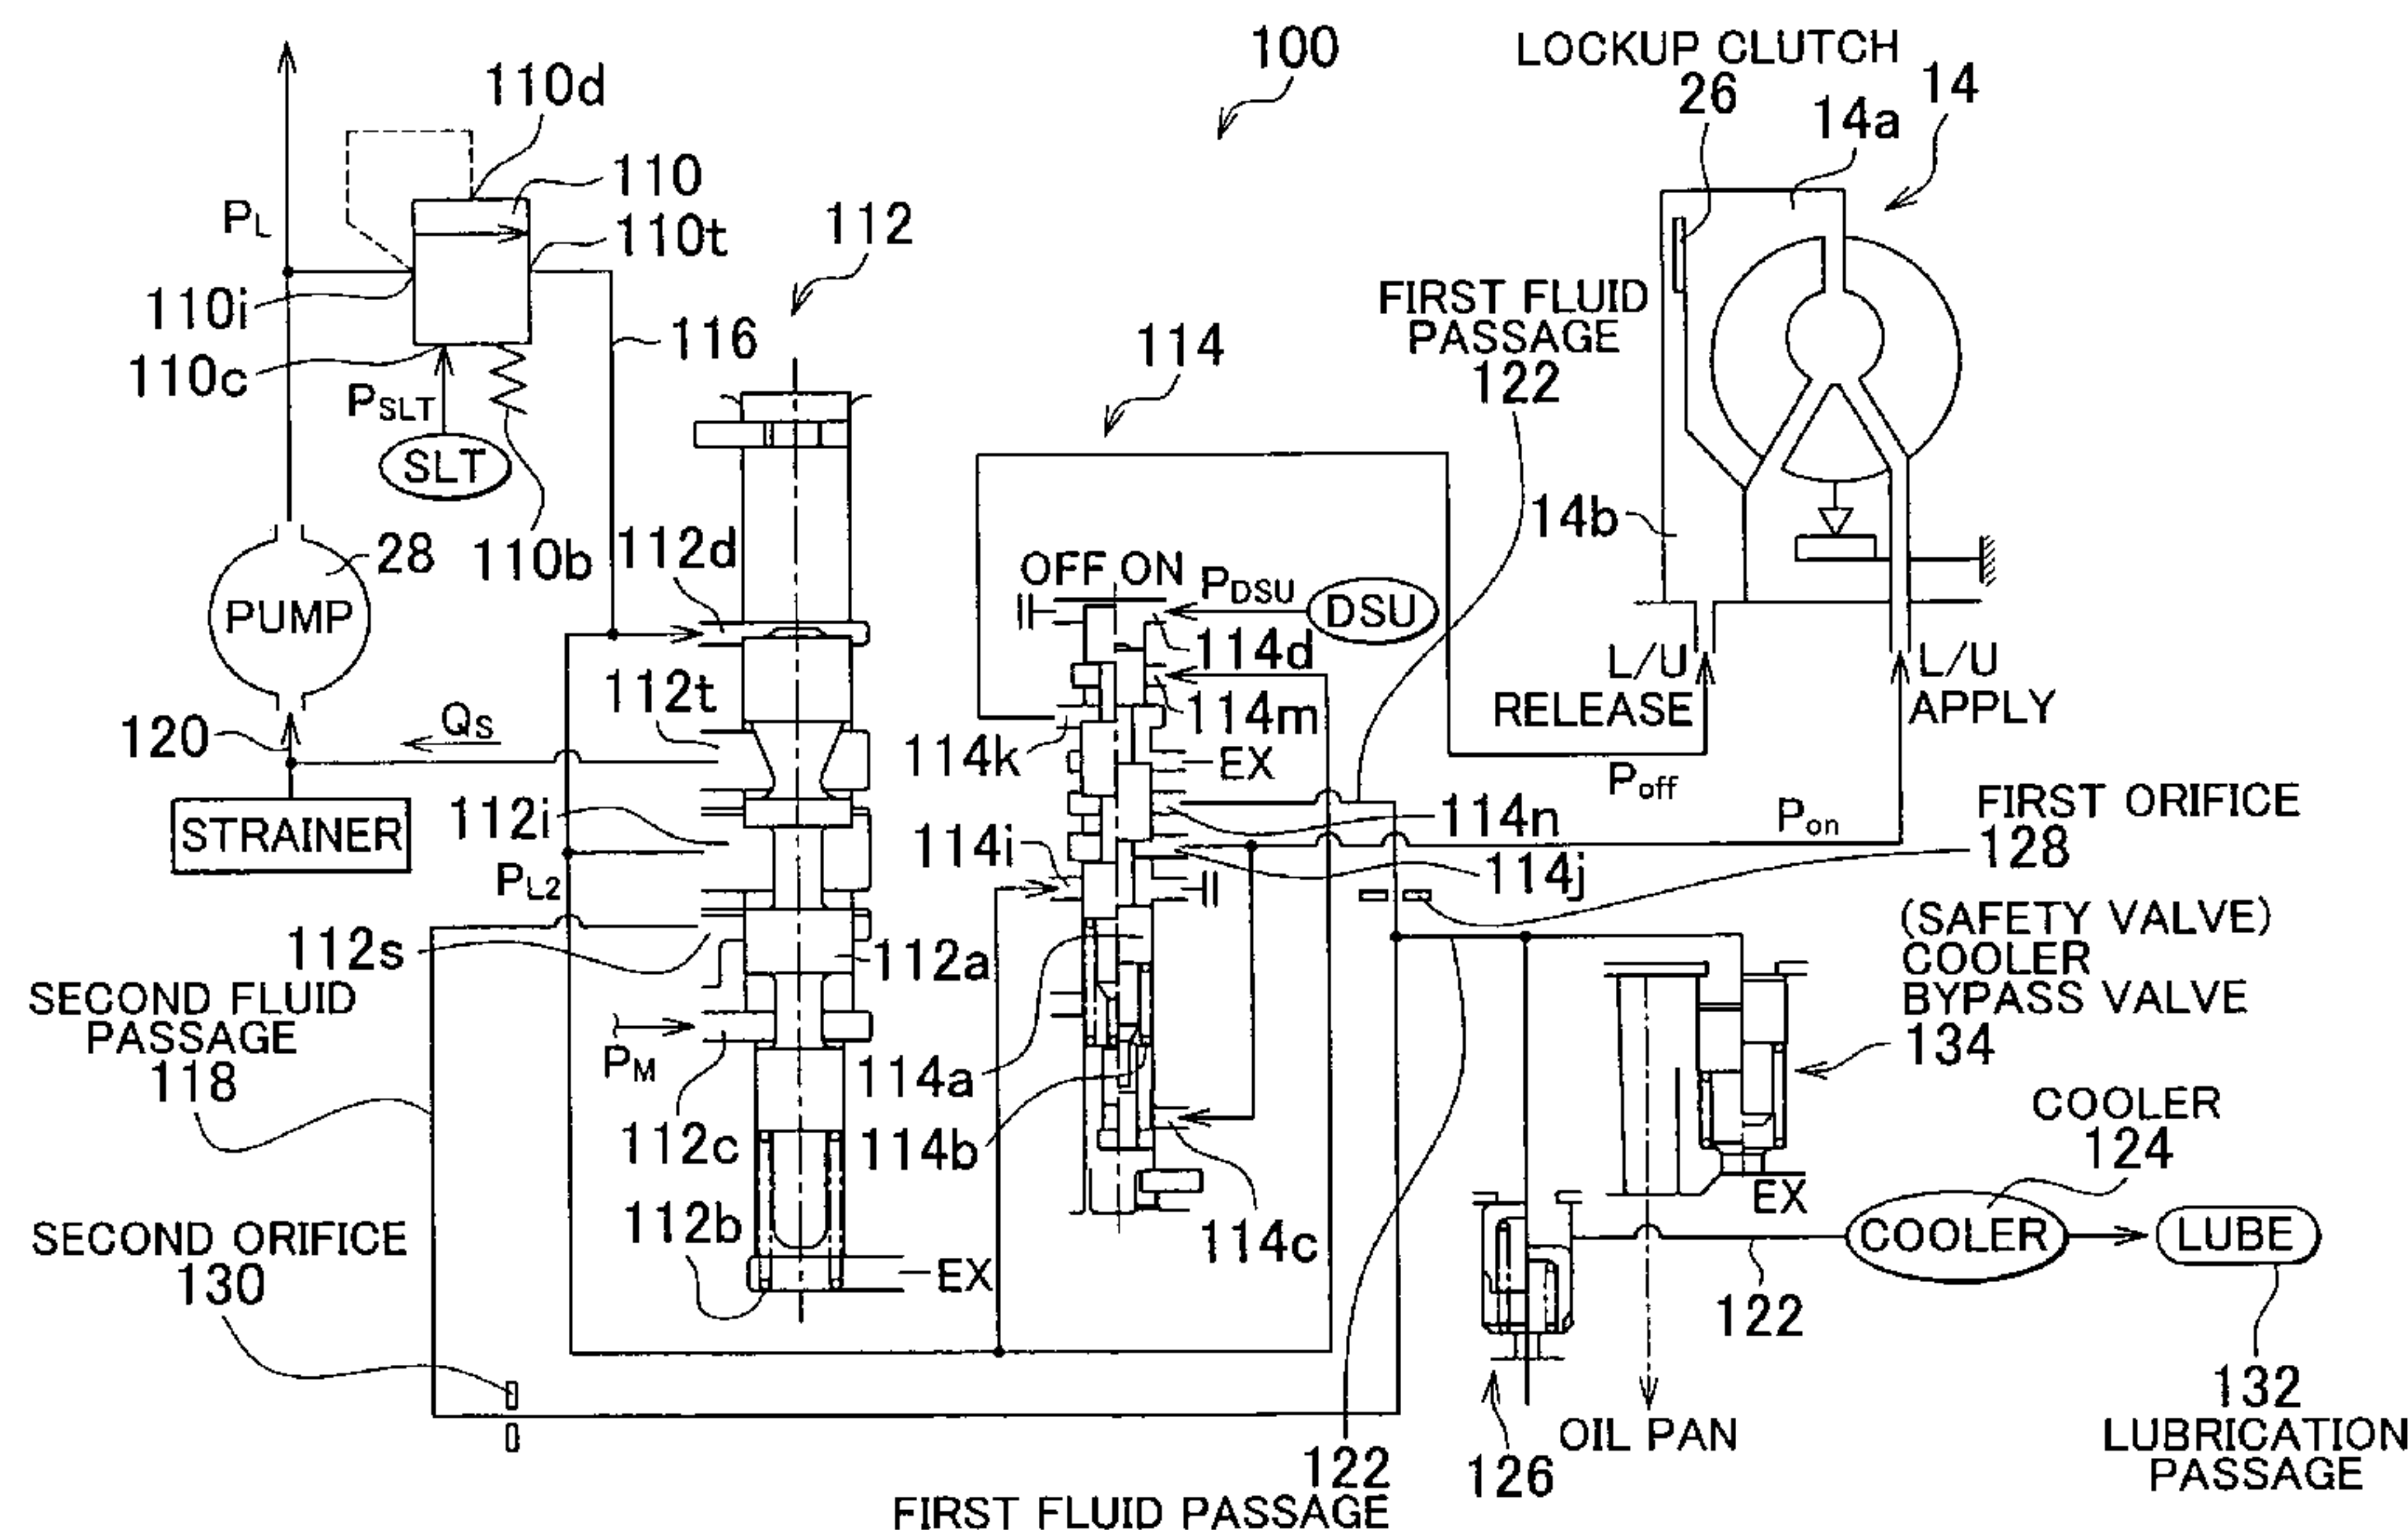 100
LOCKUP CLUTCH
26
14
14a
110d
110
PL
110t
112
110i
FIRST FLUID
PASSAGE
122
116
114
110c
PSLT
SLT
14b
28
110b
112d
PUMP
OFF ON
PDSU
DSU
114d
L/U
RELEASE
L/U
APPLY
112t
114m
120
QS
114k
EX
Poff
STRAINER
112i
114n
Pon
FIRST ORIFICE
128
114i
PL2
114j
112s
112a
(SAFETY VALVE)
COOLER
BYPASS VALVE
134
SECOND FLUID
PASSAGE
118
PM
114a
COOLER
124
112c
114b
EX
SECOND ORIFICE
130
112b
114c
COOLER
LUBE
EX
122
132
LUBRICATION
PASSAGE
OIL PAN
126
122
FIRST FLUID PASSAGE